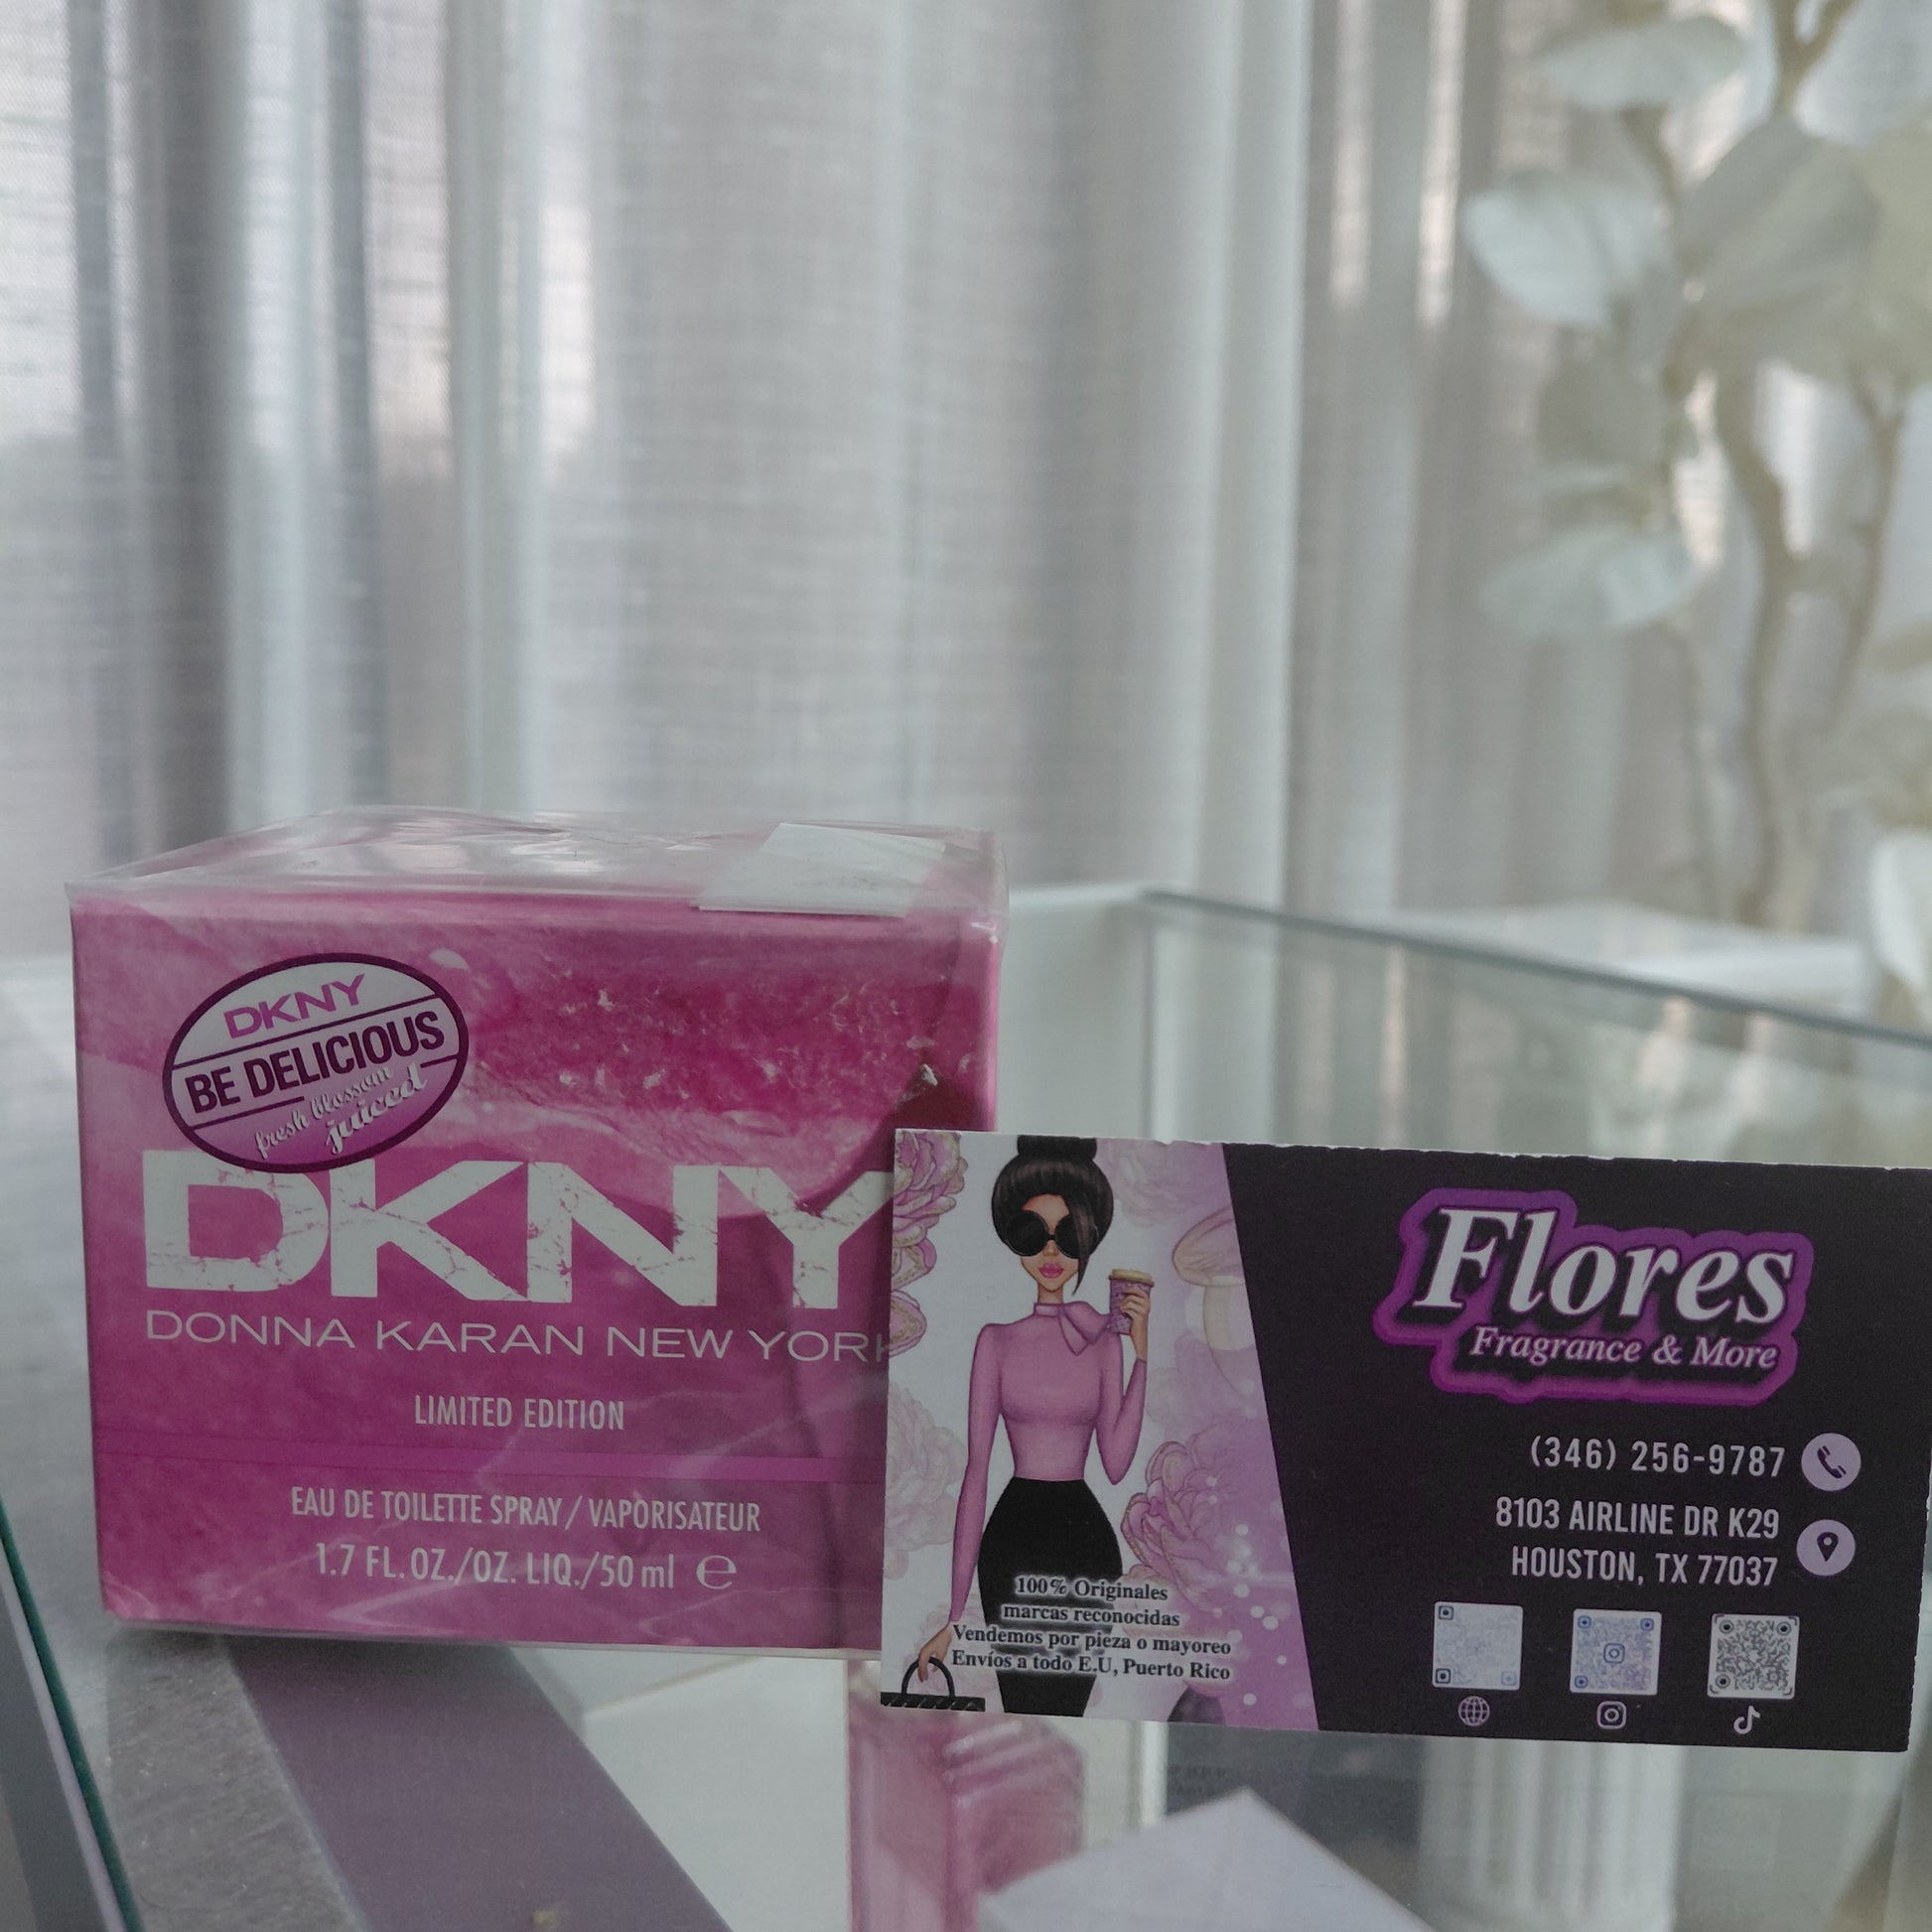 DKNY
BE DELICIOUS
fresh blossom
juiced
DKNY
DONNA KARAN NEW YORK
LIMITED EDITION
EAU DE TOILETTE SPRAY / VAPORISATEUR
1.7 FL. OZ./OZ. LIQ./50 ml e
Flores
Fragrance & More
(346) 256-9787
8103 AIRLINE DR K29
HOUSTON, TX 77037
100% Originales
marcas reconocidas
Vendemos por pieza o mayoreo
Envíos a todo E.U, Puerto Rico